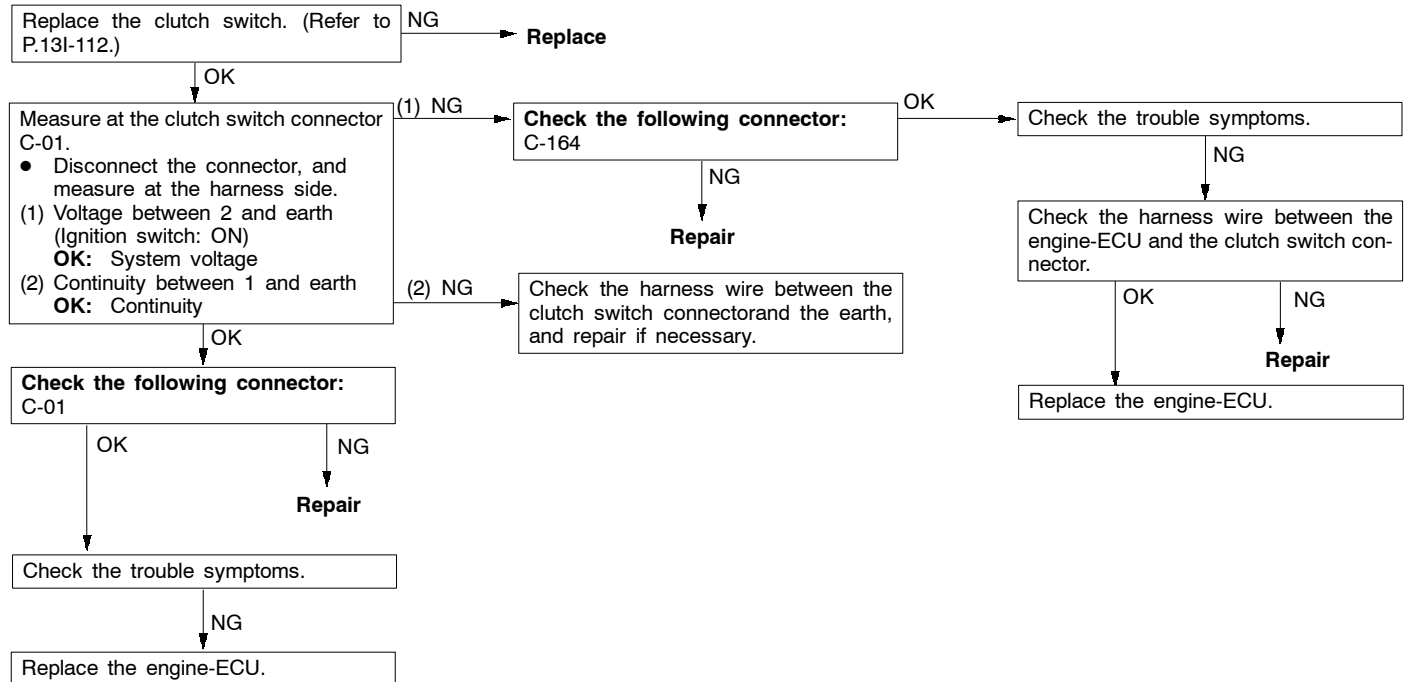 Replace the clutch switch. (Refer to
P.13I-112.)
NG
Replace
OK
Measure at the clutch switch connector
C-01.
● Disconnect the connector, and
measure at the harness side.
(1) Voltage between 2 and earth
(Ignition switch: ON)
OK: System voltage
(2) Continuity between 1 and earth
OK: Continuity
(1) NG
Check the following connector:
C-164
OK
Check the trouble symptoms.
NG
Check the harness wire between the
engine-ECU and the clutch switch con-
nector.
OK
NG
Repair
Replace the engine-ECU.
NG
Repair
(2) NG
Check the harness wire between the
clutch switch connectorand the earth,
and repair if necessary.
OK
Check the following connector:
C-01
OK
NG
Repair
Check the trouble symptoms.
NG
Replace the engine-ECU.